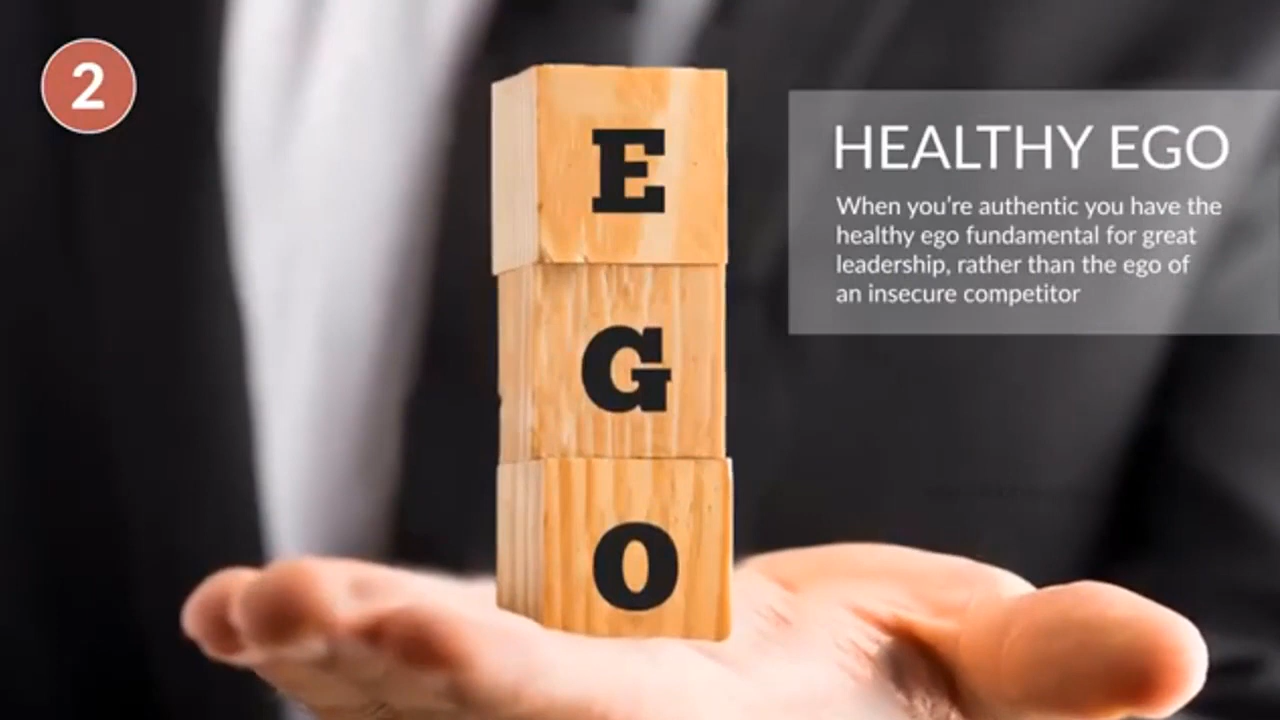 2
E
G
O
HEALTHY EGO
When you're authentic you have the
healthy ego fundamental for great
leadership, rather than the ego of
an insecure competitor